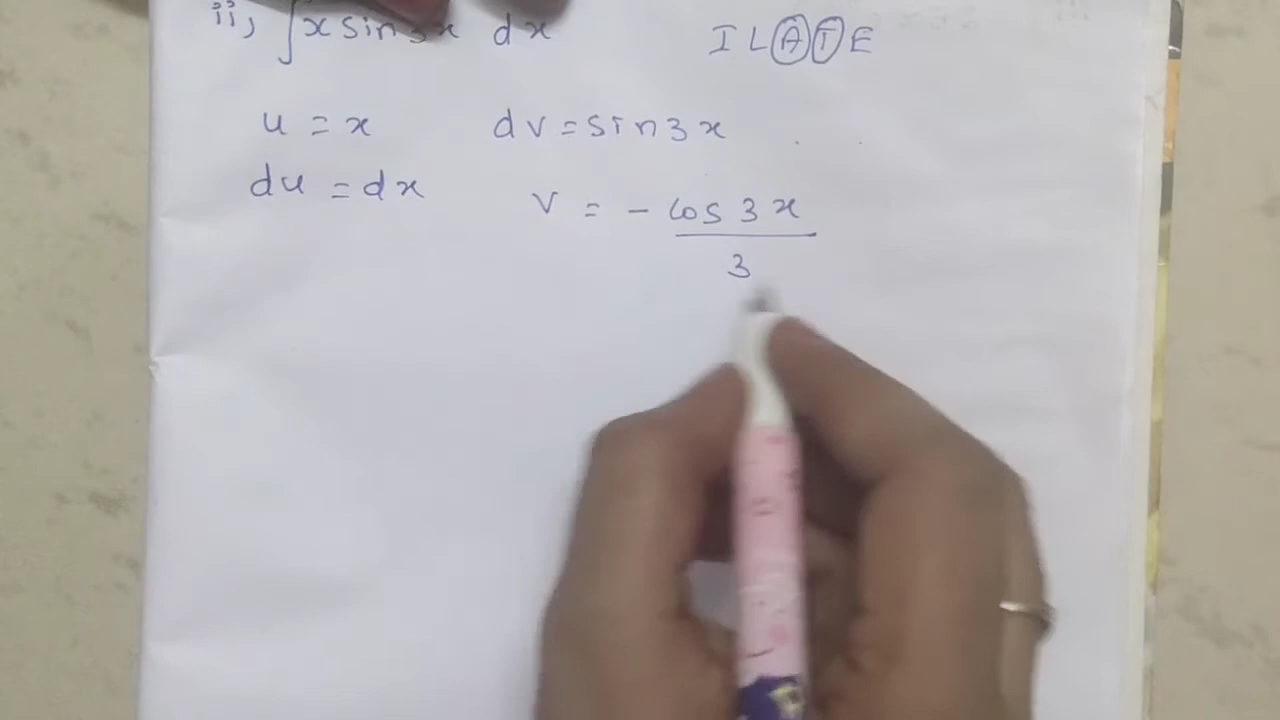 ii, ∫x sin3x dx
ILATE
u = x
dv = sin3x
du = dx
v = - cos 3x / 3